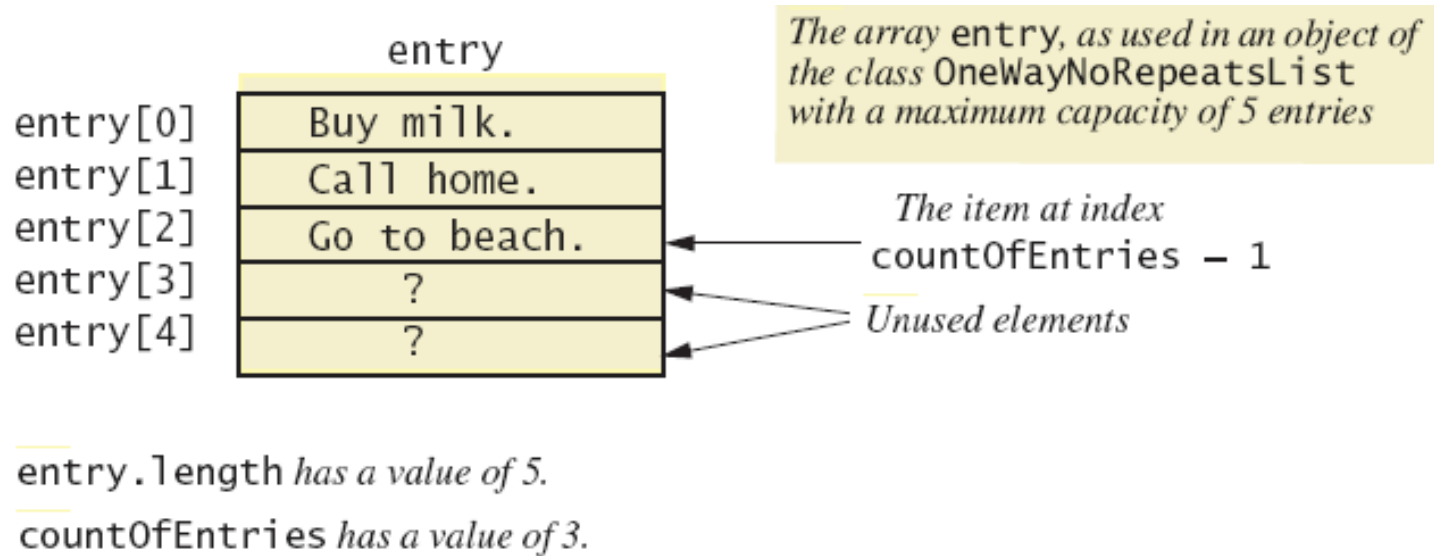 entry
The array entry, as used in an object of
the class OneWayNoRepeatsList
with a maximum capacity of 5 entries
entry[0]
Buy milk.
entry[1]
Call home.
entry[2]
Go to beach.
entry[3]
?
entry[4]
?
The item at index
countOfEntries – 1
Unused elements
entry.length has a value of 5.
countOfEntries has a value of 3.